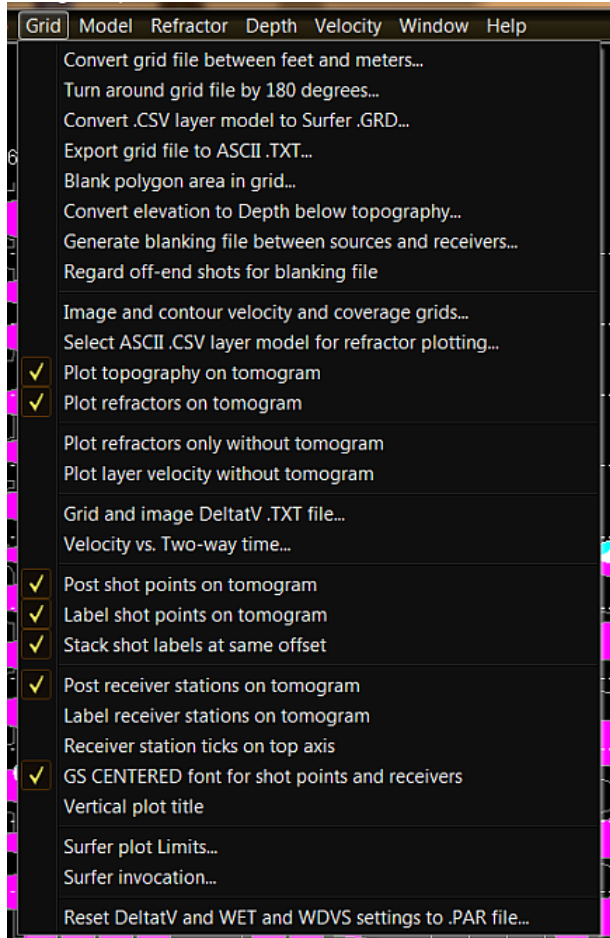 Grid Model Refractor Depth Velocity Window Help
Convert grid file between feet and meters...
Turn around grid file by 180 degrees...
Convert .CSV layer model to Surfer .GRD...
Export grid file to ASCII .TXT...
Blank polygon area in grid...
Convert elevation to Depth below topography...
Generate blanking file between sources and receivers...
Regard off-end shots for blanking file
Image and contour velocity and coverage grids...
Select ASCII .CSV layer model for refractor plotting...
Plot topography on tomogram
Plot refractors on tomogram
Plot refractors only without tomogram
Plot layer velocity without tomogram
Grid and image DeltatV .TXT file...
Velocity vs. Two-way time...
Post shot points on tomogram
Label shot points on tomogram
Stack shot labels at same offset
Post receiver stations on tomogram
Label receiver stations on tomogram
Receiver station ticks on top axis
GS CENTERED font for shot points and receivers
Vertical plot title
Surfer plot Limits...
Surfer invocation...
Reset DeltatV and WET and WDVS settings to .PAR file...